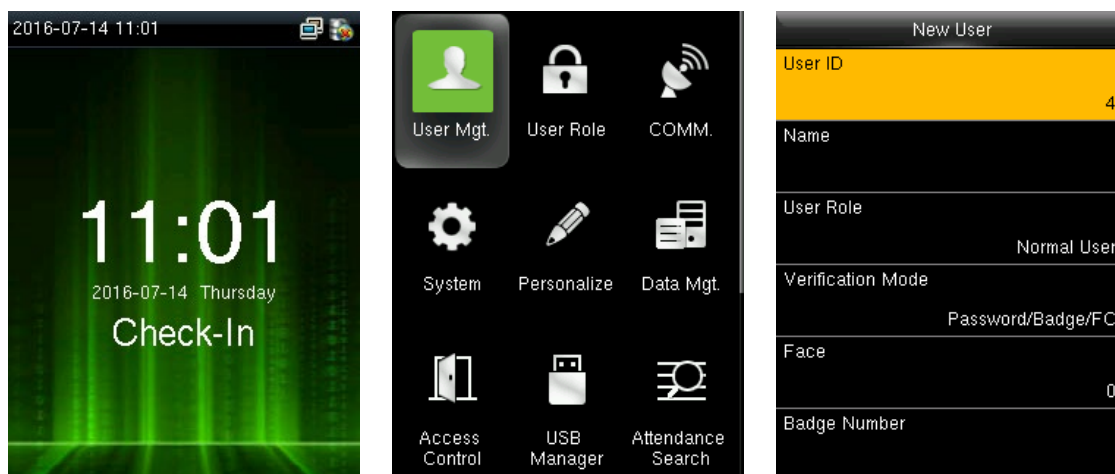 2016-07-14 11:01
11:01
2016-07-14 Thursday
Check-In
User Mgt.
User Role
COMM.
System
Personalize
Data Mgt.
Access
Control
USB
Manager
Attendance
Search
New User
User ID
4
Name
User Role
Normal User
Verification Mode
Password/Badge/FC
Face
0
Badge Number